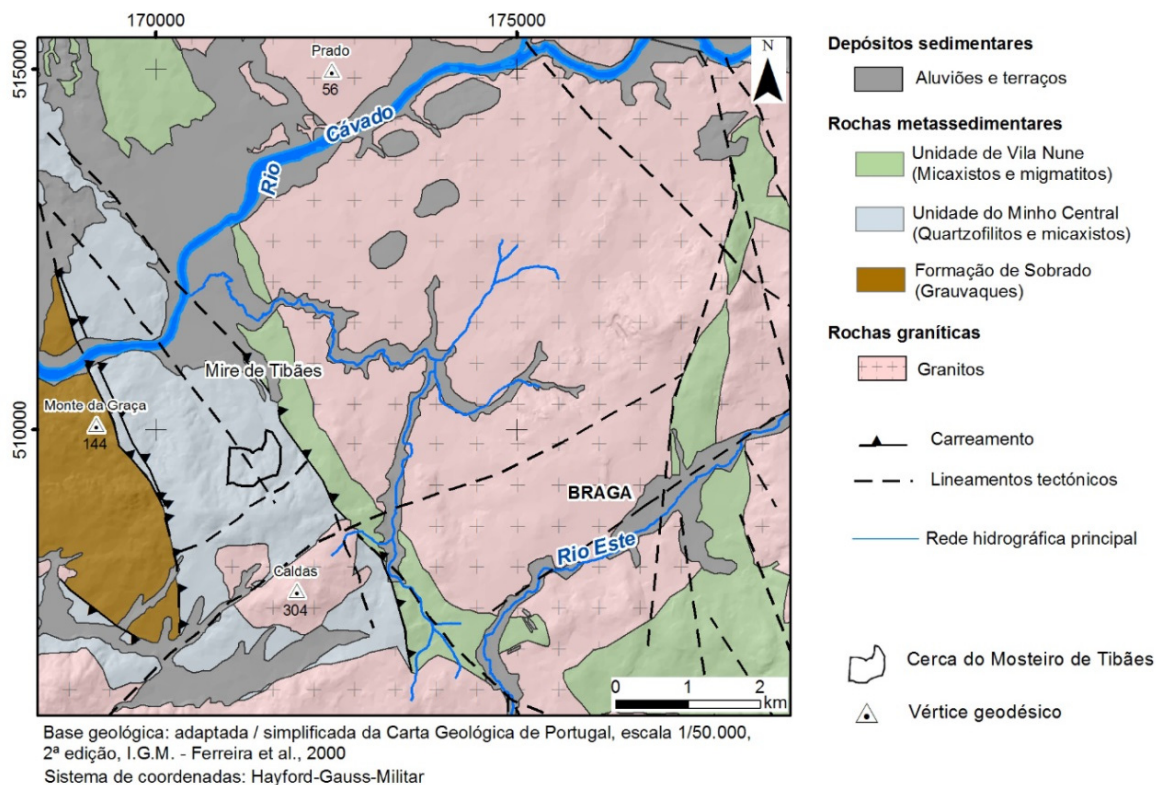 170000
175000
515000
510000
N
Prado
56
Rio
Cávado
Mire de Tibães
Monte da Graça
144
BRAGA
Rio Este
Caldas
304
0 1 2
km
Depósitos sedimentares
Aluviões e terraços
Rochas metassedimentares
Unidade de Vila Nune
(Micaxistos e migmatitos)
Unidade do Minho Central
(Quartzofilitos e micaxistos)
Formação de Sobrado
(Grauvaques)
Rochas graníticas
Granitos
Carreamento
Lineamentos tectónicos
Rede hidrográfica principal
Cerca do Mosteiro de Tibães
Vértice geodésico
Base geológica: adaptada / simplificada da Carta Geológica de Portugal, escala 1/50.000,
2ª edição, I.G.M. - Ferreira et al., 2000
Sistema de coordenadas: Hayford-Gauss-Militar